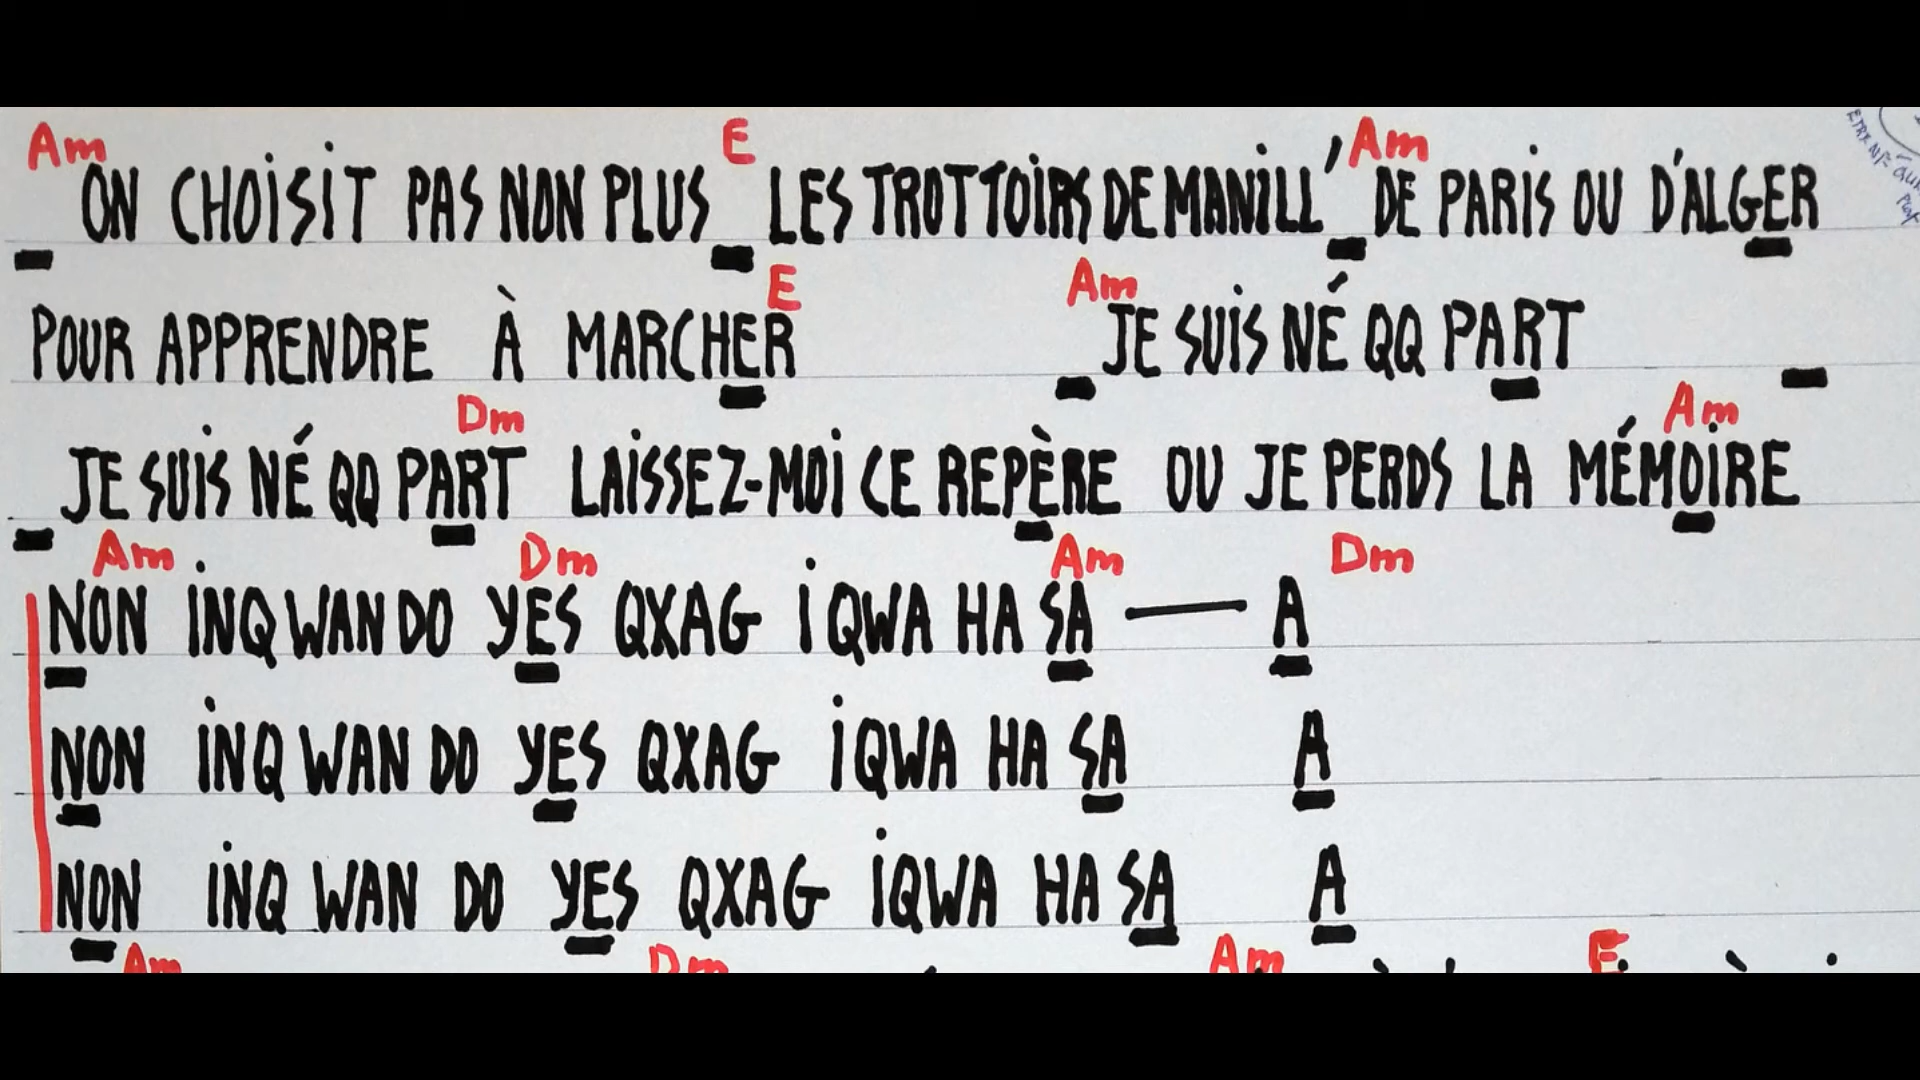 Am E Am
ON CHOISIT PAS NON PLUS LES TROTTOIRS DE MANILL' DE PARIS OU D'ALGER
E Am
POUR APPRENDRE À MARCHER JE SUIS NÉ QQ PART
Dm Am
JE SUIS NÉ QQ PART LAISSEZ-MOI CE REPÈRE OU JE PERDS LA MÉMOIRE
Am Dm Am Dm
NON INQ WAN DO YES QXAG IQWA HA SA — A
NON INQ WAN DO YES QXAG IQWA HA SA A
NON INQ WAN DO YES QXAG IQWA HA SA A
Am Dm Am E